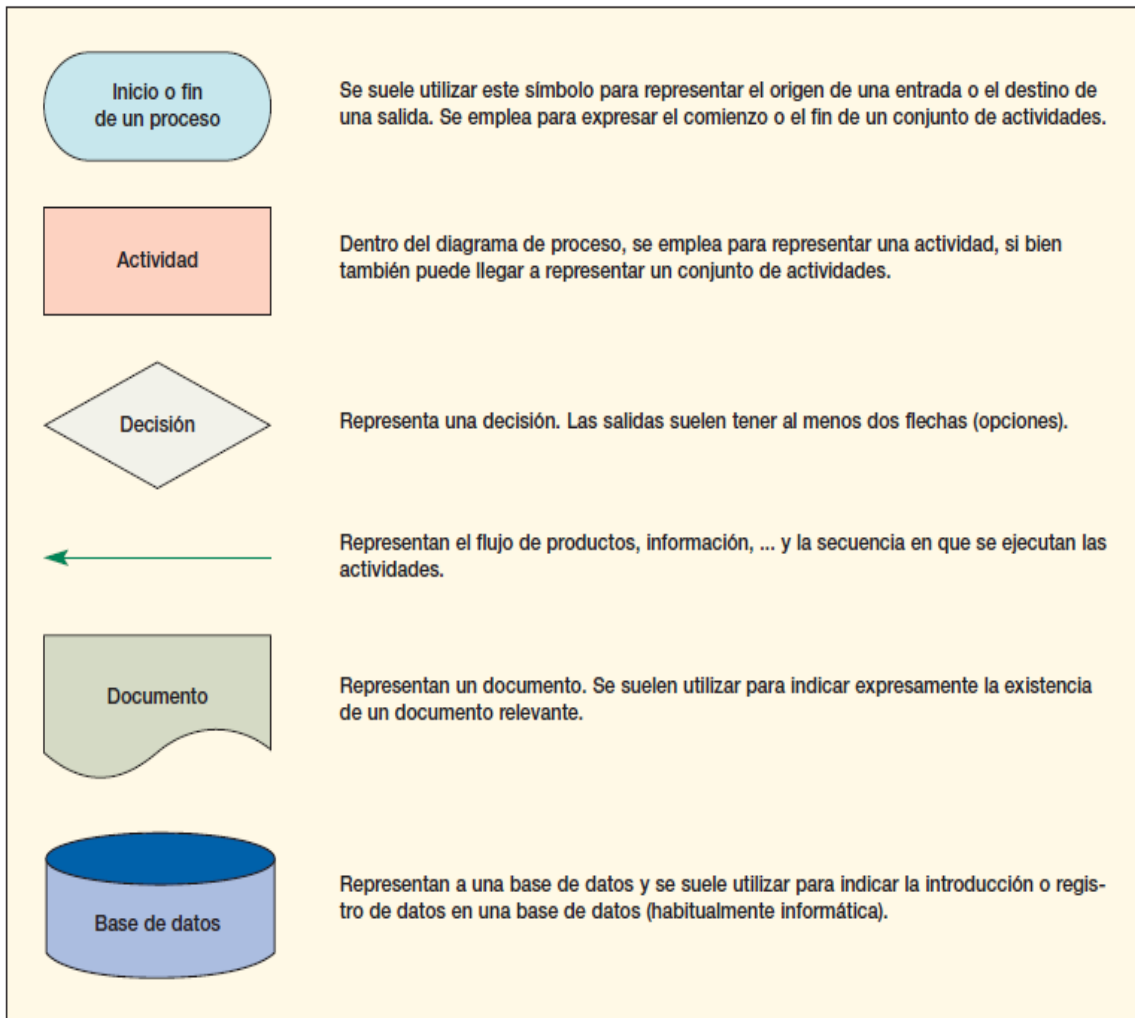 Inicio o fin
de un proceso
Se suele utilizar este símbolo para representar el origen de una entrada o el destino de
una salida. Se emplea para expresar el comienzo o el fin de un conjunto de actividades.
Actividad
Dentro del diagrama de proceso, se emplea para representar una actividad, si bien
también puede llegar a representar un conjunto de actividades.
Decisión
Representa una decisión. Las salidas suelen tener al menos dos flechas (opciones).
Representan el flujo de productos, información, ... y la secuencia en que se ejecutan las
actividades.
Documento
Representan un documento. Se suelen utilizar para indicar expresamente la existencia
de un documento relevante.
Base de datos
Representan a una base de datos y se suele utilizar para indicar la introducción o regis-
tro de datos en una base de datos (habitualmente informática).